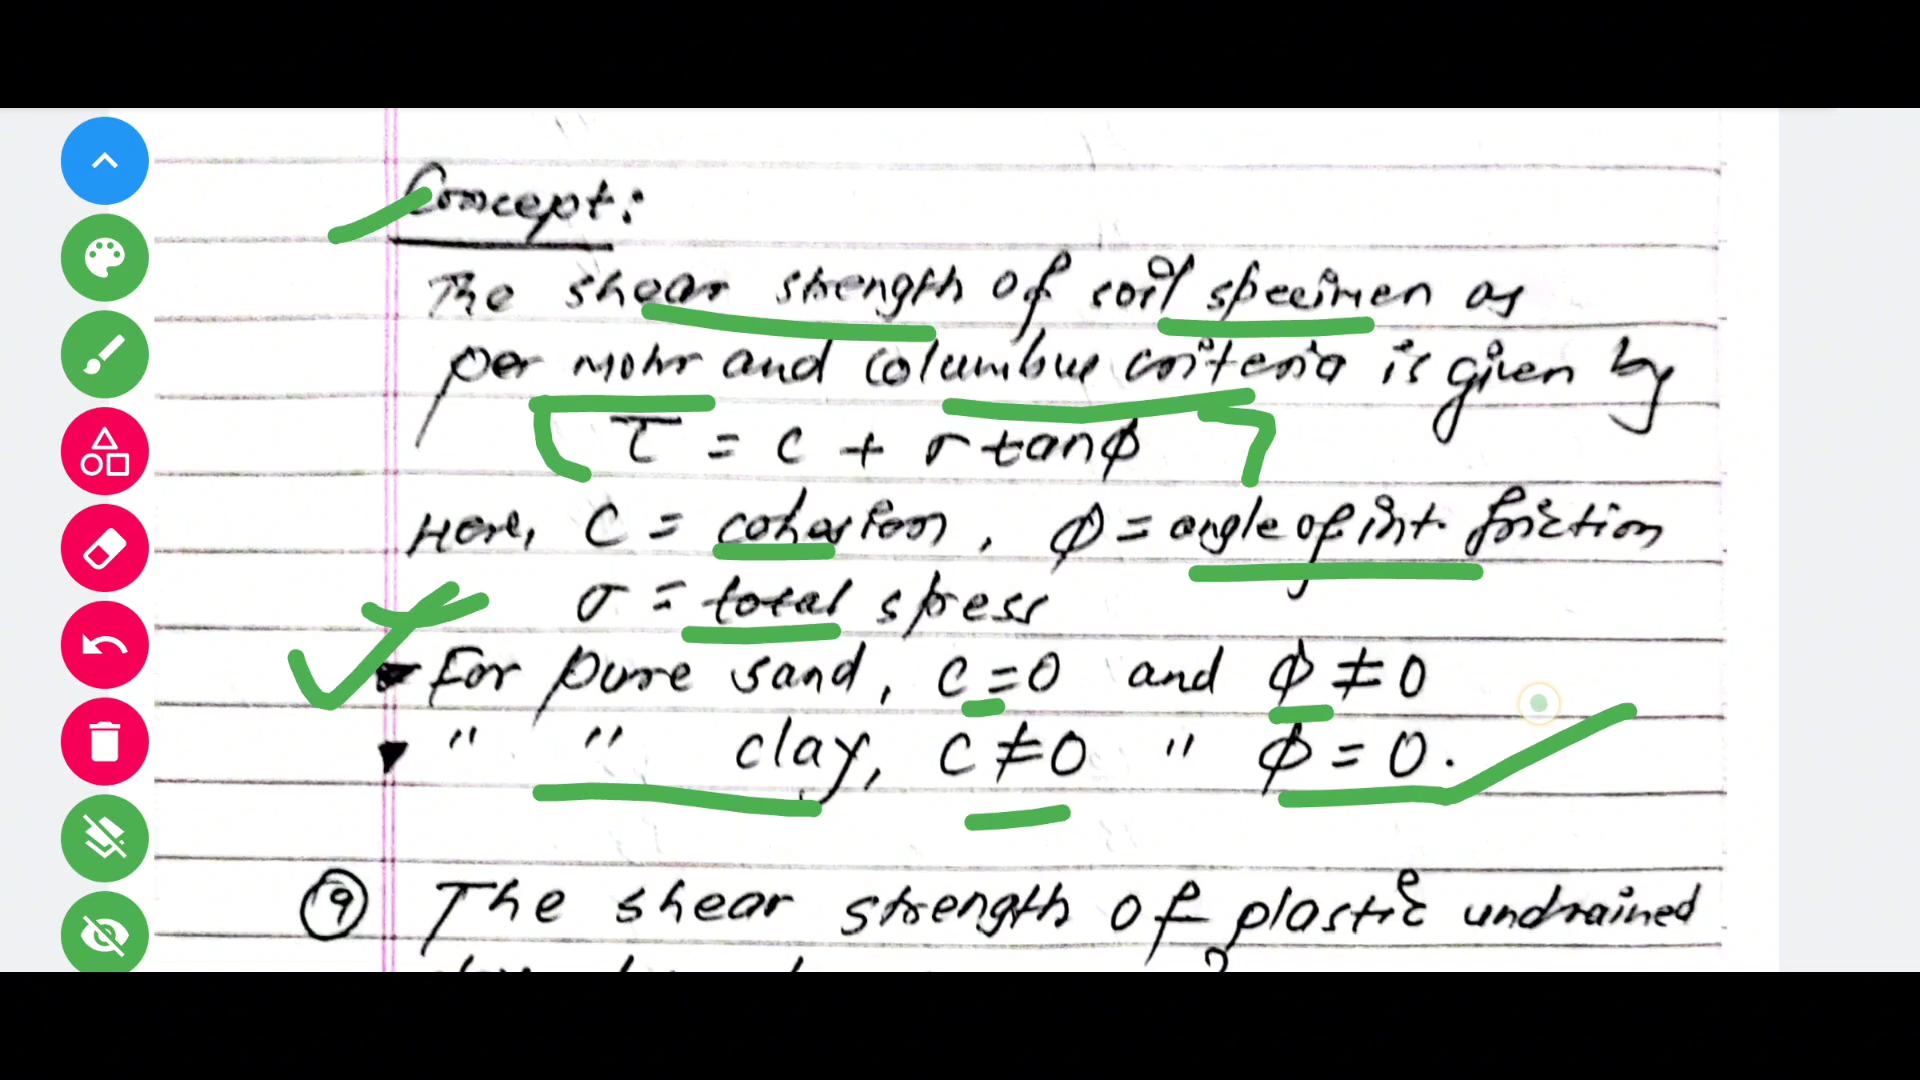 Concept:
The shear strength of soil specimen as
per mohr and columbus criteria is given by
τ = c + σ tanϕ
Here, C = cohesion, ϕ = angle of int. friction
σ = total stress
For pure sand, c = 0 and ϕ ≠ 0
" " clay, c ≠ 0 " ϕ = 0.
9 The shear strength of plastic undrained